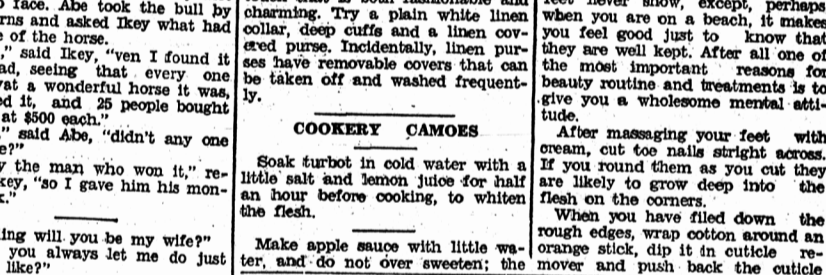 face. Abe took the bull by
rns and asked Ikey what had
e of the horse.
," said Ikey, "ven I found it
ad, seeing that every one
at a wonderful horse it was,
ed it, and 25 people bought
at $500 each."
," said Abe, "didn't any one
e?"
y the man who won it," re-
key, "so I gave him his mon-
ing will you be my wife?"
you always let me do just
like?"
charming. Try a plain white linen
collar, deep cuffs and a linen cov-
ered purse. Incidentally, linen pur-
ses have removable covers that can
be taken off and washed frequent-
ly.
COOKERY CAMOES
Soak turbot in cold water with a
little salt and lemon juice for half
an hour before cooking, to whiten
the flesh.
Make apple sauce with little wa-
ter, and do not over sweeten; the
feet never show, except, perhaps
when you are on a beach, it makes
you feel good just to know that
they are well kept. After all one of
the most important reasons for
beauty routine and treatments is to
give you a wholesome mental atti-
tude.
After massaging your feet with
cream, cut toe nails stright across.
If you round them as you cut they
are likely to grow deep into the
flesh on the corners.
When you have filed down the
rough edges, wrap cotton around an
orange stick, dip it in cuticle re-
mover and push back the cuticle